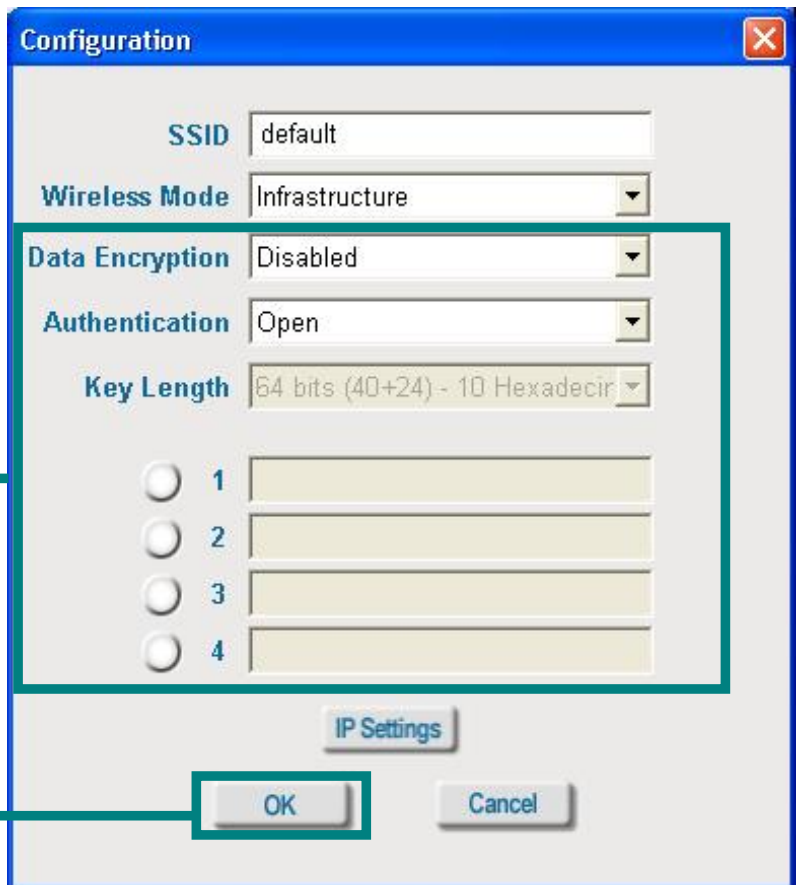 Configuration
SSID default
Wireless Mode Infrastructure
Data Encryption Disabled
Authentication Open
Key Length 64 bits (40+24) - 10 Hexadecir
1
2
3
4
IP Settings
OK Cancel